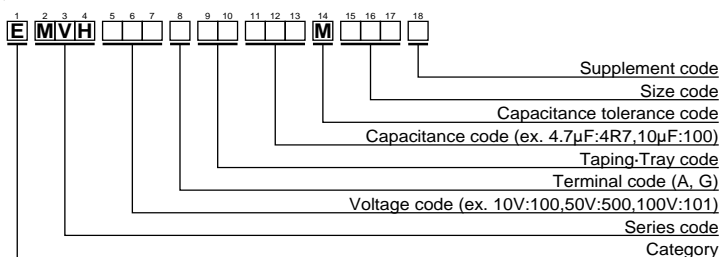 1 2 3 4 5 6 7 8 9 10 11 12 13 14 15 16 17 18
E M V H M
Supplement code
Size code
Capacitance tolerance code
Capacitance code (ex. 4.7μF:4R7,10μF:100)
Taping·Tray code
Terminal code (A, G)
Voltage code (ex. 10V:100,50V:500,100V:101)
Series code
Category